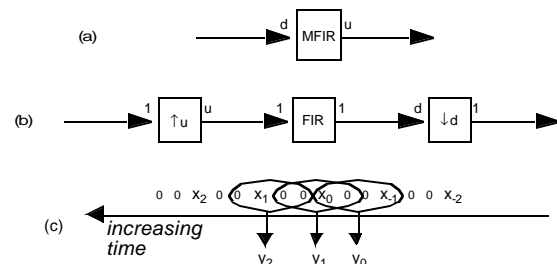 (a) d MFIR u
(b) 1 ↑u u 1 FIR 1 d ↓d 1
0 0 x2 0 0 x1 0 0 x0 0 0 x-1 0 0 x-2
(c) increasing
time
y2 y1 y0